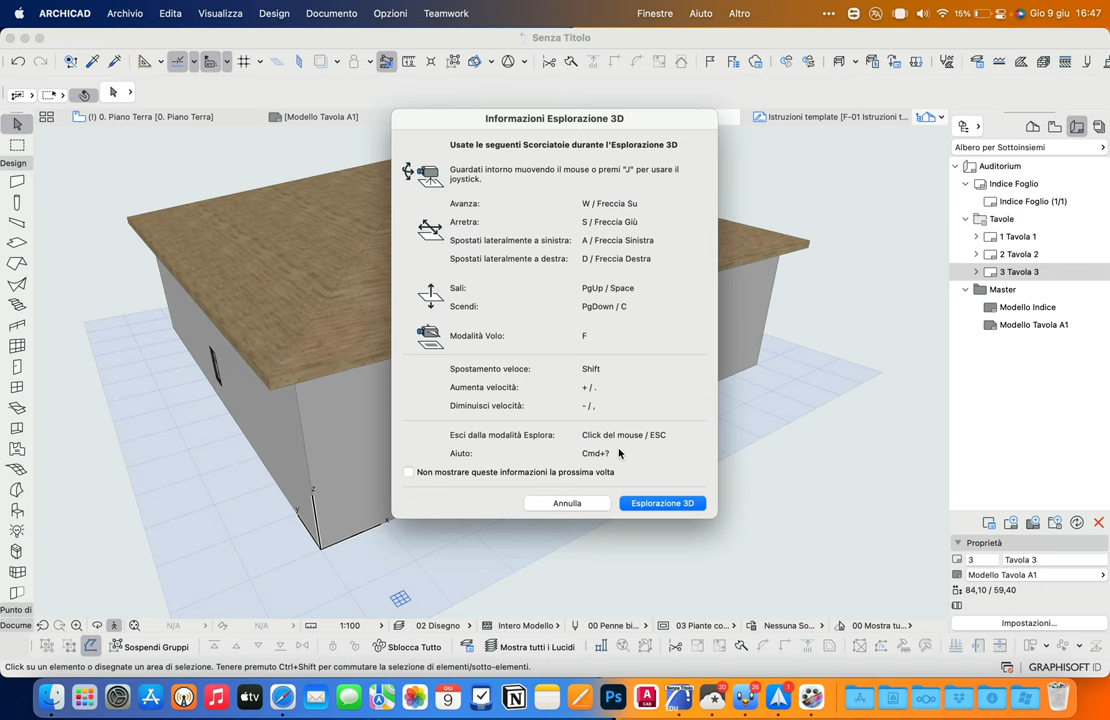 ARCHICAD Archivio Edita Visualizza Design Documento Opzioni Teamwork Finestre Aiuto Altro 15% Gio 9 giu 16:47
Senza Titolo
(!) 0. Piano Terra [0. Piano Terra]
[Modello Tavola A1]
Istruzioni template [F-01 Istruzioni t...
Informazioni Esplorazione 3D
Usate le seguenti Scorciatoie durante l'Esplorazione 3D
Guardati intorno muovendo il mouse o premi "J" per usare il
joystick.
Avanza: W / Freccia Su
Arretra: S / Freccia Giù
Spostati lateralmente a sinistra: A / Freccia Sinistra
Spostati lateralmente a destra: D / Freccia Destra
Sali: PgUp / Space
Scendi: PgDown / C
Modalità Volo: F
Spostamento veloce: Shift
Aumenta velocità: + / .
Diminuisci velocità: - / ,
Esci dalla modalità Esplora: Click del mouse / ESC
Aiuto: Cmd+?
Non mostrare queste informazioni la prossima volta
Annulla Esplorazione 3D
Design
Punto di
Docume
x
y
z
Albero per Sottoinsiemi
Auditorium
Indice Foglio
Indice Foglio (1/1)
Tavole
1 Tavola 1
2 Tavola 2
3 Tavola 3
Master
Modello Indice
Modello Tavola A1
Proprietà
3 Tavola 3
Modello Tavola A1
84,10 / 59,40
Impostazioni...
N/A N/A 1:100 02 Disegno Intero Modello 00 Penne bi... 03 Piante co... Nessuna So... 00 Mostra tu...
Sospendi Gruppi Sblocca Tutto Mostra tutti i Lucidi
Click su un elemento o disegnate un area di selezione. Tenere premuto Ctrl+Shift per commutare la selezione di elementi/sotto-elementi.
GRAPHISOFT ID